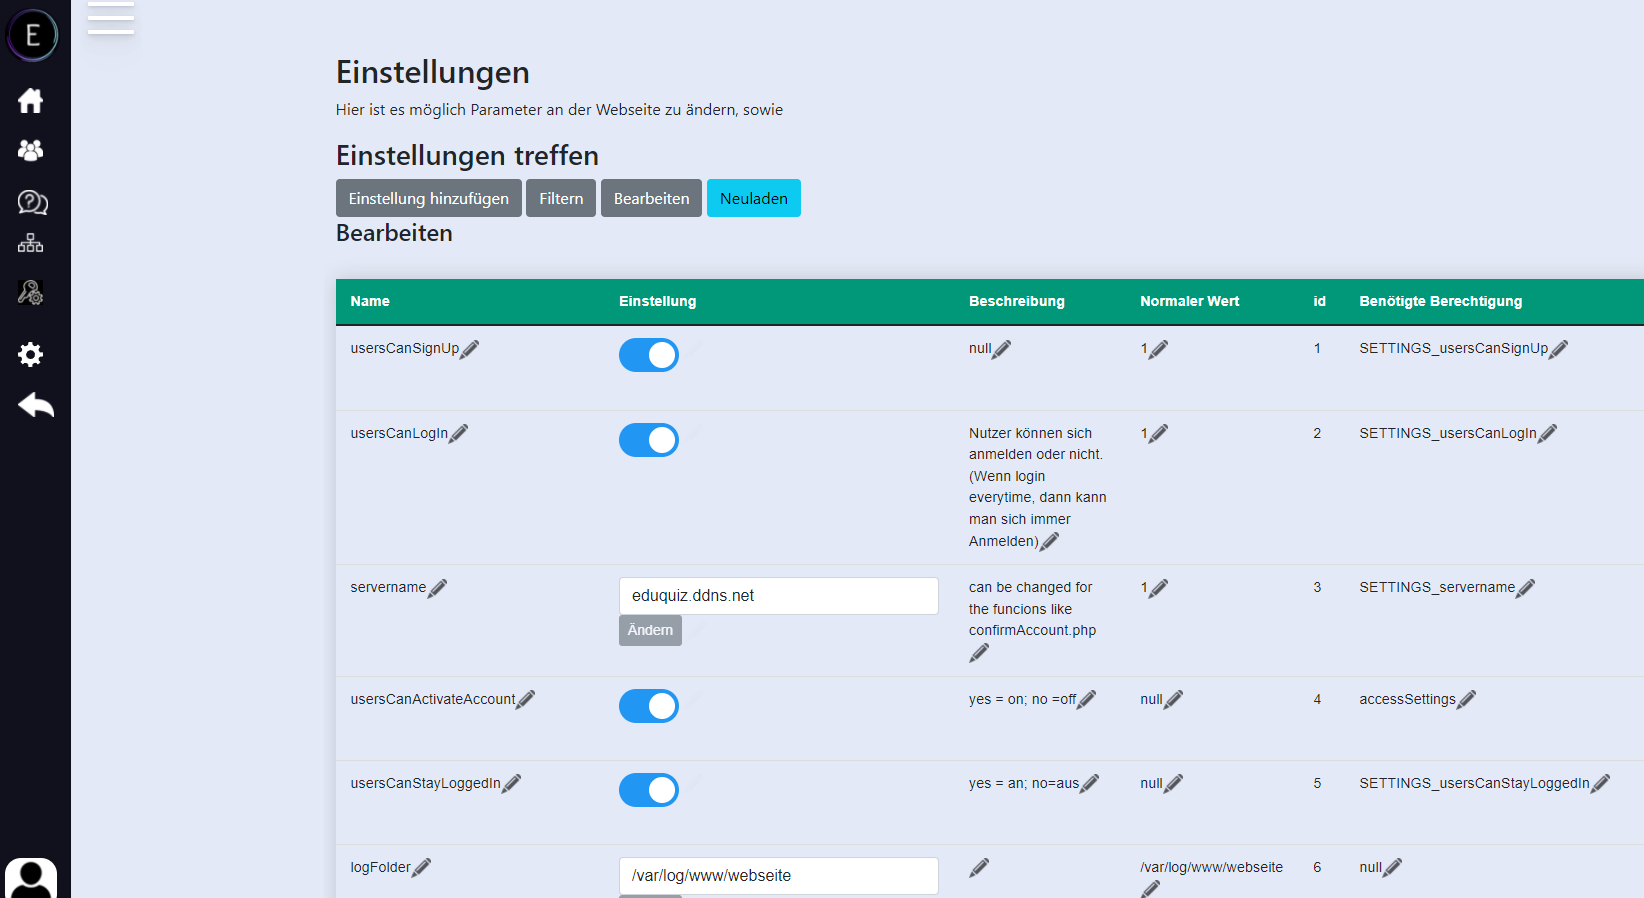 E
Einstellungen
Hier ist es möglich Parameter an der Webseite zu ändern, sowie
Einstellungen treffen
Einstellung hinzufügen Filtern Bearbeiten Neuladen
Bearbeiten
Name Einstellung Beschreibung Normaler Wert id Benötigte Berechtigung
usersCanSignUp null 1 1 SETTINGS_usersCanSignUp
usersCanLogIn Nutzer können sich 1 2 SETTINGS_usersCanLogIn
anmelden oder nicht.
(Wenn login
everytime, dann kann
man sich immer
Anmelden)
servername eduquiz.ddns.net can be changed for 1 3 SETTINGS_servername
the funcions like
Ändern confirmAccount.php
usersCanActivateAccount yes = on; no =off null 4 accessSettings
usersCanStayLoggedIn yes = an; no=aus null 5 SETTINGS_usersCanStayLoggedIn
logFolder /var/log/www/webseite /var/log/www/webseite 6 null